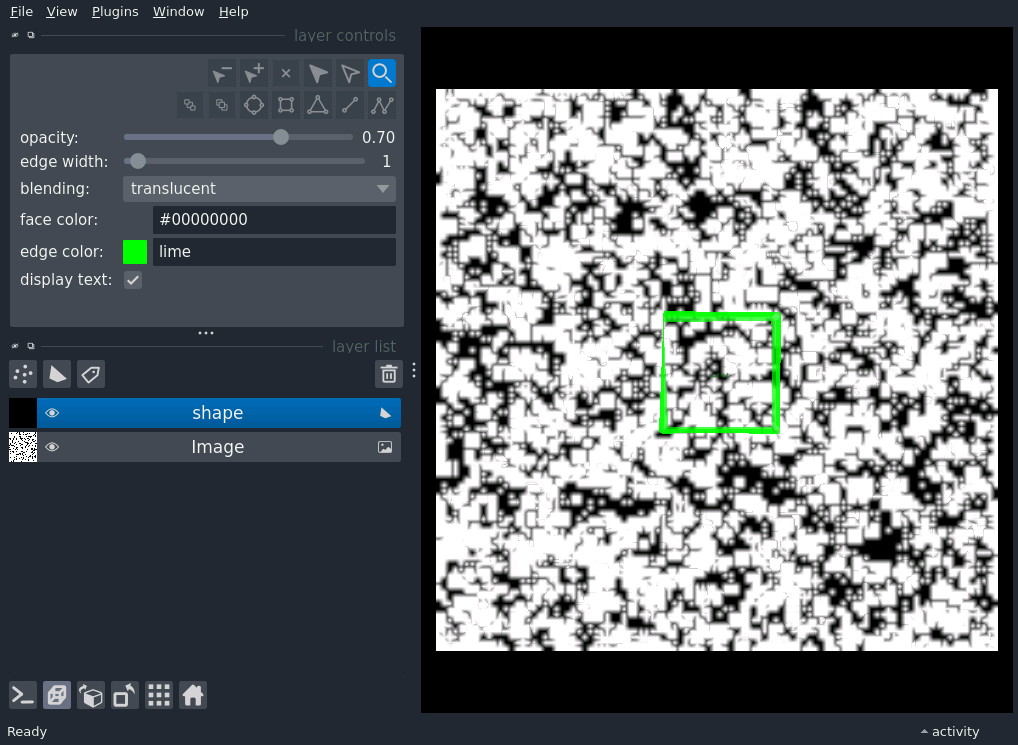 File View Plugins Window Help
layer controls
opacity: 0.70
edge width: 1
blending: translucent
face color: #00000000
edge color: lime
display text:
layer list
shape
Image
Ready
activity